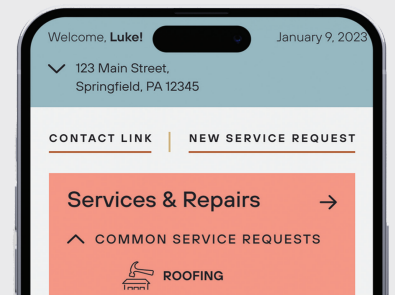 Welcome, Luke! January 9, 2023
123 Main Street,
Springfield, PA 12345
CONTACT LINK | NEW SERVICE REQUEST
Services & Repairs
COMMON SERVICE REQUESTS
ROOFING